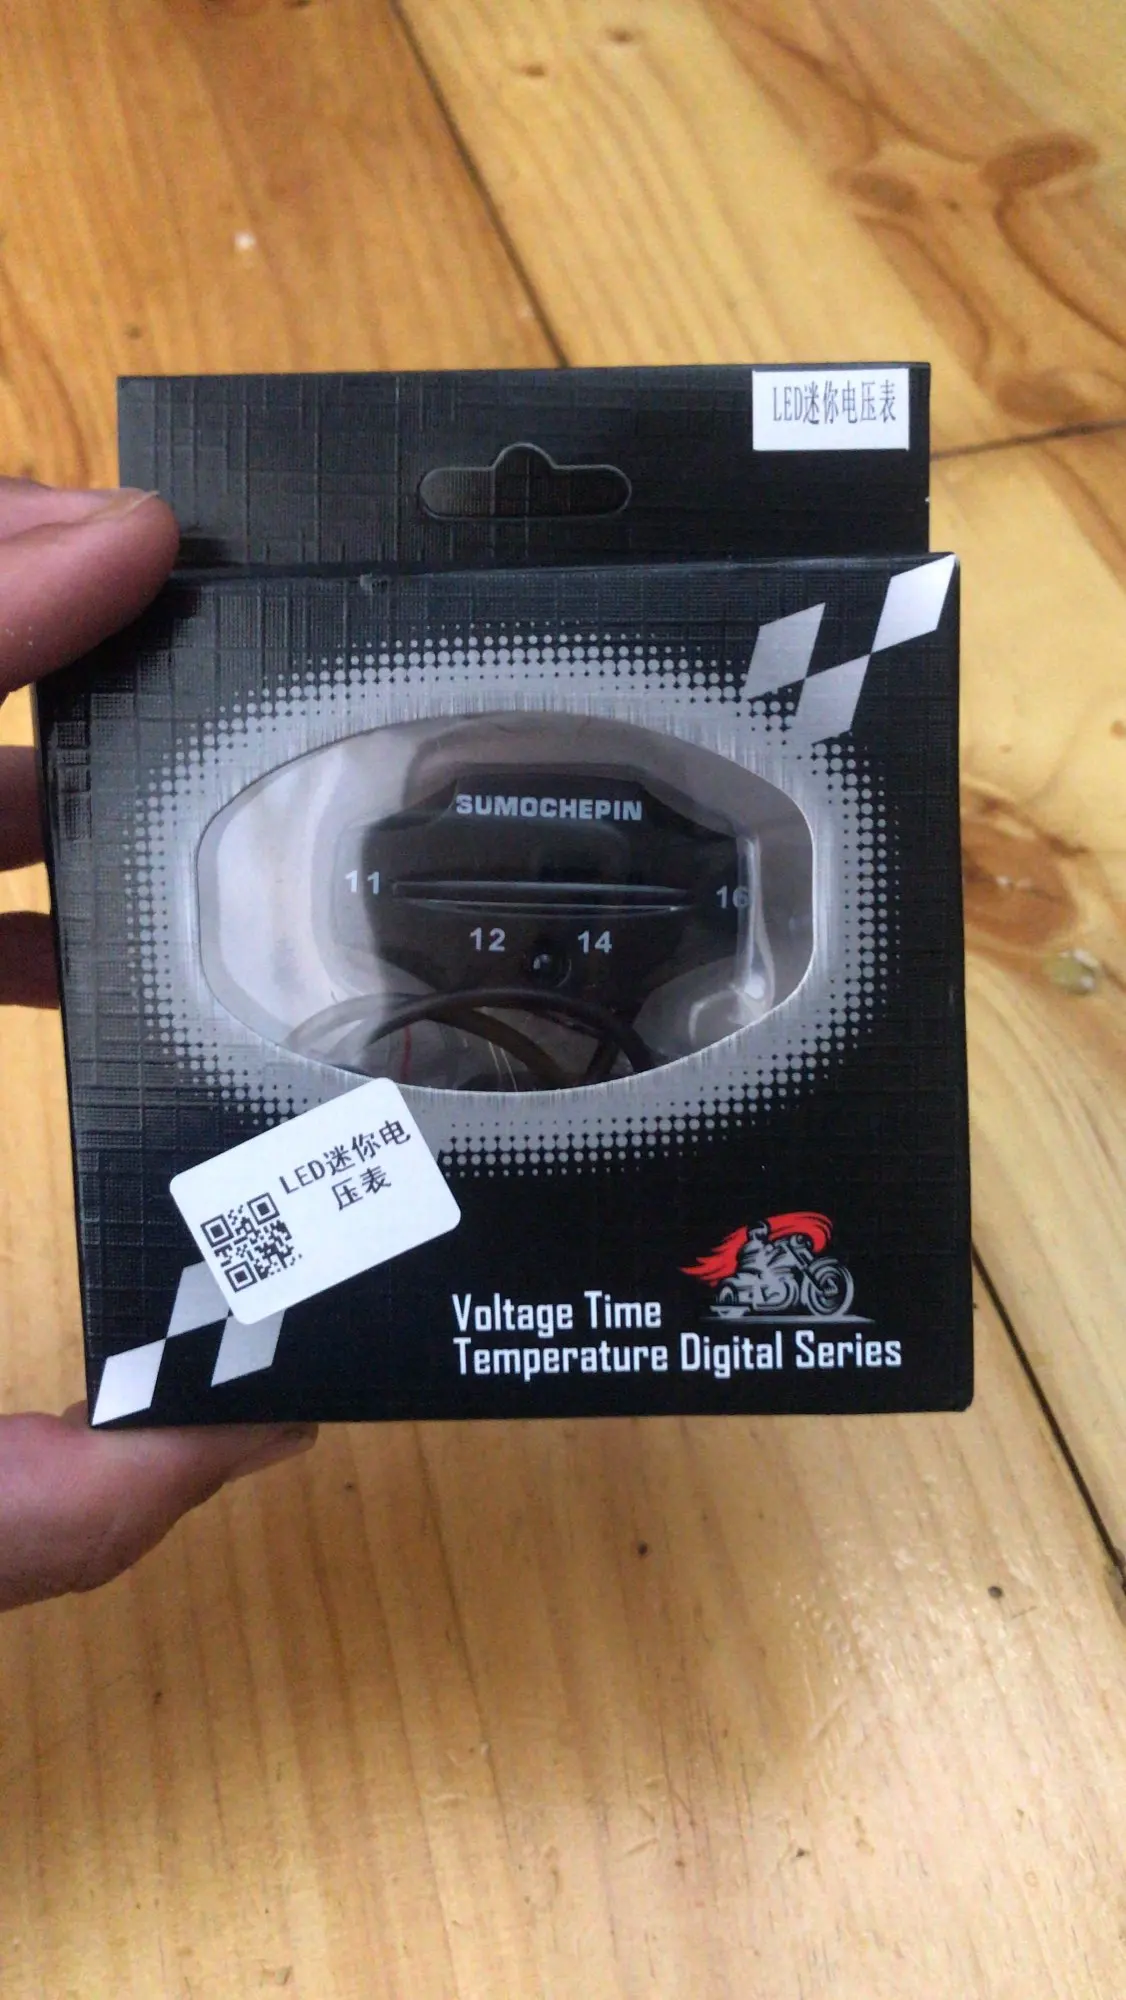 LED迷你电压表
SUMOCHEPIN
11
16
12
14
LED迷你电
压表
Voltage Time
Temperature Digital Series